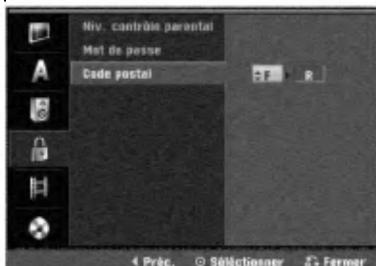 Niv. contrôle parental
Mot de passe
Code postal F R
A
Préc. Sélectionner Fermer